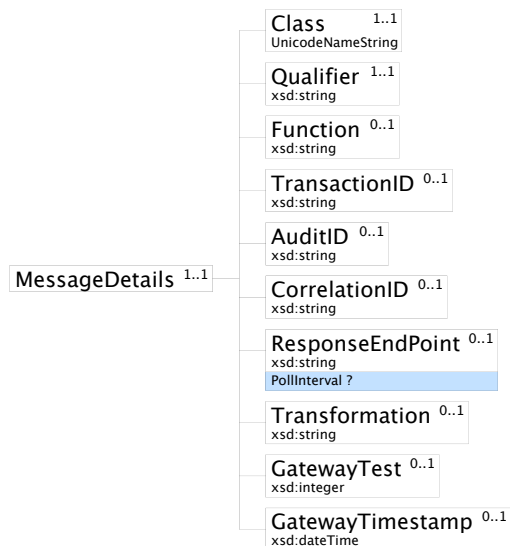 Class 1..1
UnicodeNameString
Qualifier 1..1
xsd:string
Function 0..1
xsd:string
TransactionID 0..1
xsd:string
AuditID 0..1
xsd:string
MessageDetails 1..1
CorrelationID 0..1
xsd:string
ResponseEndPoint 0..1
xsd:string
PollInterval ?
Transformation 0..1
xsd:string
GatewayTest 0..1
xsd:integer
GatewayTimestamp 0..1
xsd:dateTime